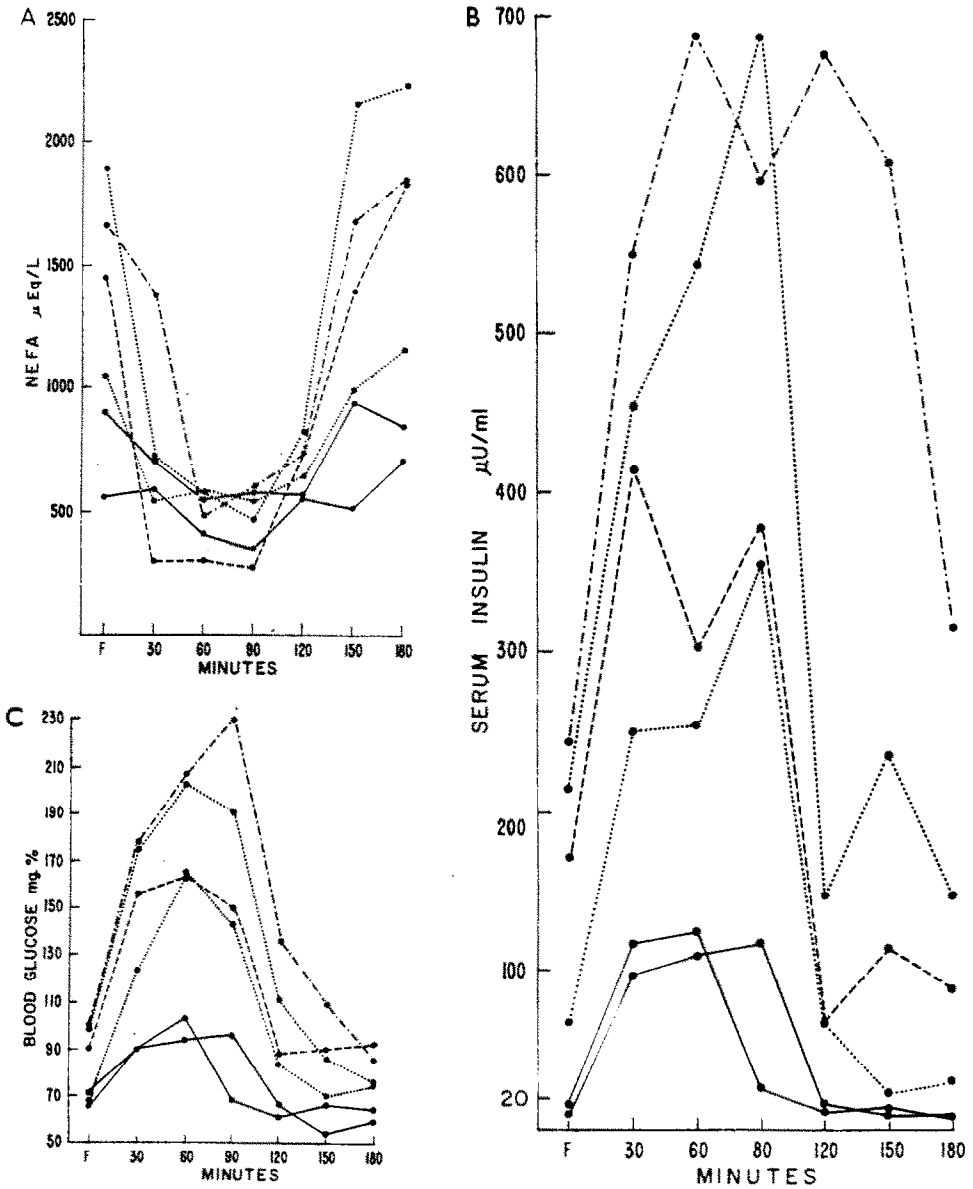 A
2500
2000
1500
1000
500
NEFA μEq/L
F 30 60 90 120 150 180
MINUTES
B
700
600
500
400
300
200
100
20
SERUM INSULIN μU/ml
F 30 60 80 120 150 180
MINUTES
C
230
210
190
170
150
130
110
90
70
50
BLOOD GLUCOSE mg.%
F 30 60 90 120 150 180
MINUTES